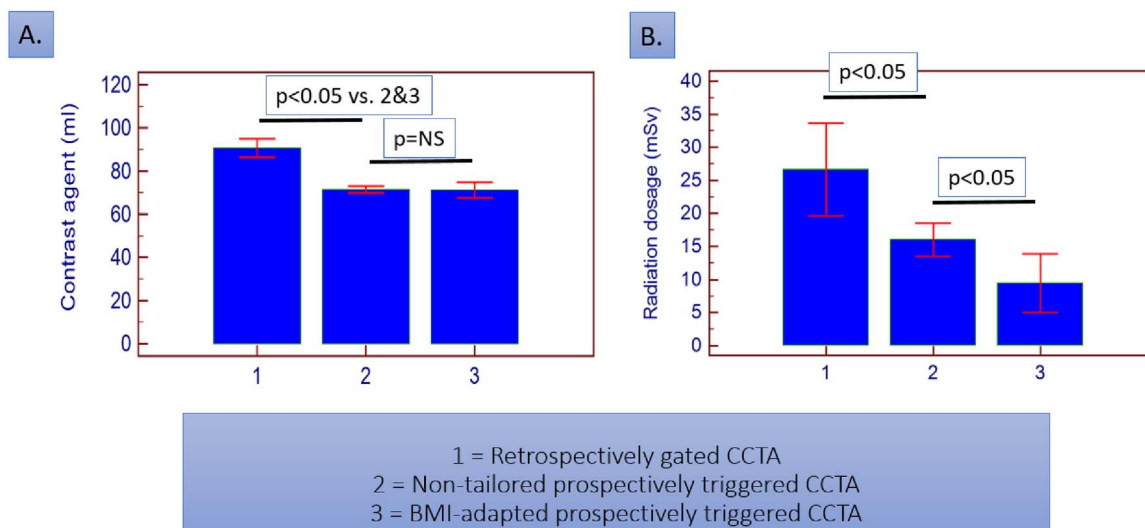 A.
B.
p<0.05 vs. 2&3
p=NS
Contrast agent (ml)
120
100
80
60
40
20
0
1 2 3
p<0.05
p<0.05
Radiation dosage (mSv)
40
35
30
25
20
15
10
5
0
1 2 3
1 = Retrospectively gated CCTA
2 = Non-tailored prospectively triggered CCTA
3 = BMI-adapted prospectively triggered CCTA